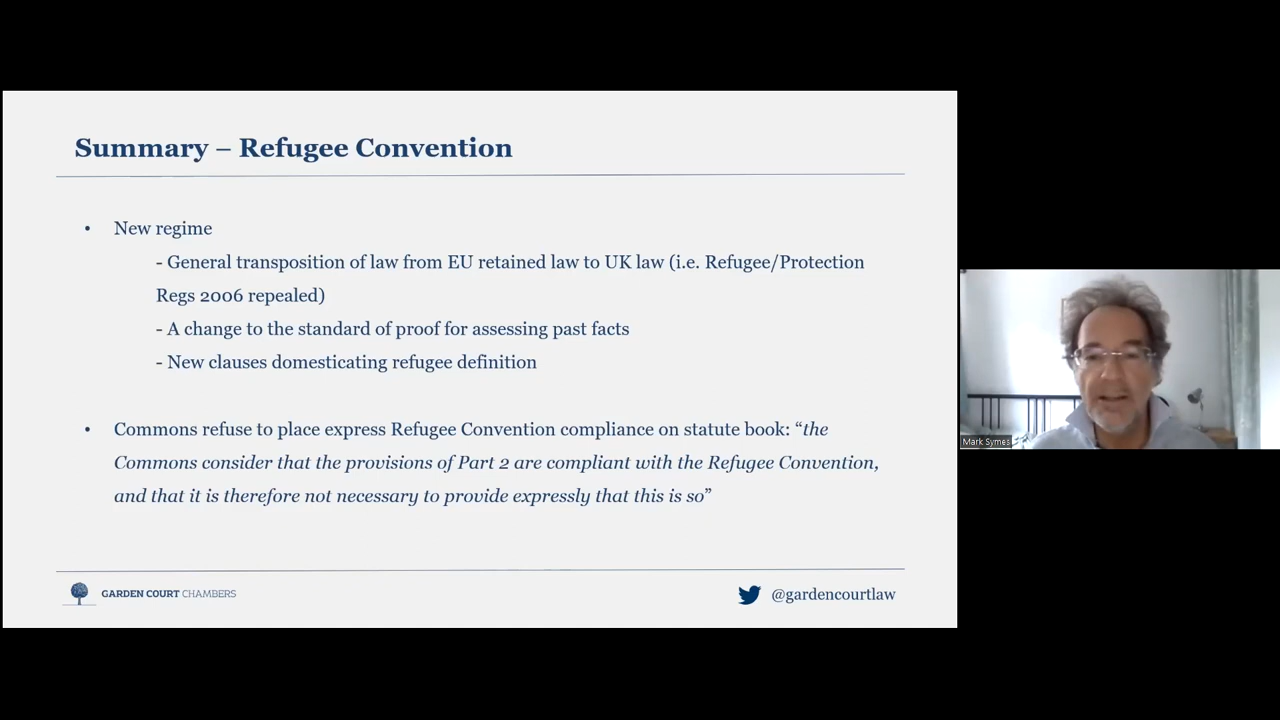 Summary – Refugee Convention
• New regime
- General transposition of law from EU retained law to UK law (i.e. Refugee/Protection
Regs 2006 repealed)
- A change to the standard of proof for assessing past facts
- New clauses domesticating refugee definition
• Commons refuse to place express Refugee Convention compliance on statute book: “the
Commons consider that the provisions of Part 2 are compliant with the Refugee Convention,
and that it is therefore not necessary to provide expressly that this is so”
GARDEN COURT CHAMBERS
@gardencourtlaw
Mark Symes